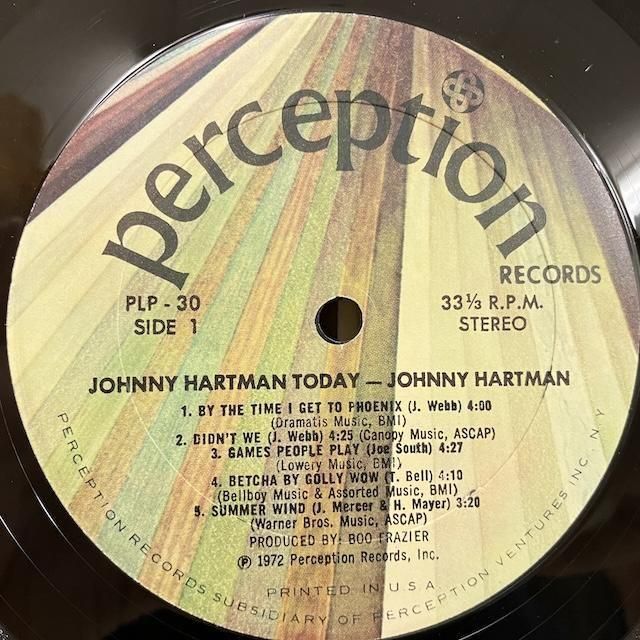 perception
RECORDS
PLP - 30
SIDE 1
33⅓ R.P.M.
STEREO
JOHNNY HARTMAN TODAY — JOHNNY HARTMAN
1. BY THE TIME I GET TO PHOENIX (J. Webb) 4:00
(Dramatis Music, BMI)
2. DIDN'T WE (J. Webb) 4:25 (Canopy Music, ASCAP)
3. GAMES PEOPLE PLAY (Joe South) 4:27
(Lowery Music, BMI)
4. BETCHA BY GOLLY WOW (T. Bell) 4:10
(Bellboy Music & Assorted Music, BMI)
5. SUMMER WIND (J. Mercer & H. Mayer) 3:20
(Warner Bros. Music, ASCAP)
PRODUCED BY: BOO FRAZIER
Ⓟ 1972 Perception Records, Inc.
PRINTED IN U.S.A.
PERCEPTION RECORDS SUBSIDIARY OF PERCEPTION VENTURES INC. N.Y.